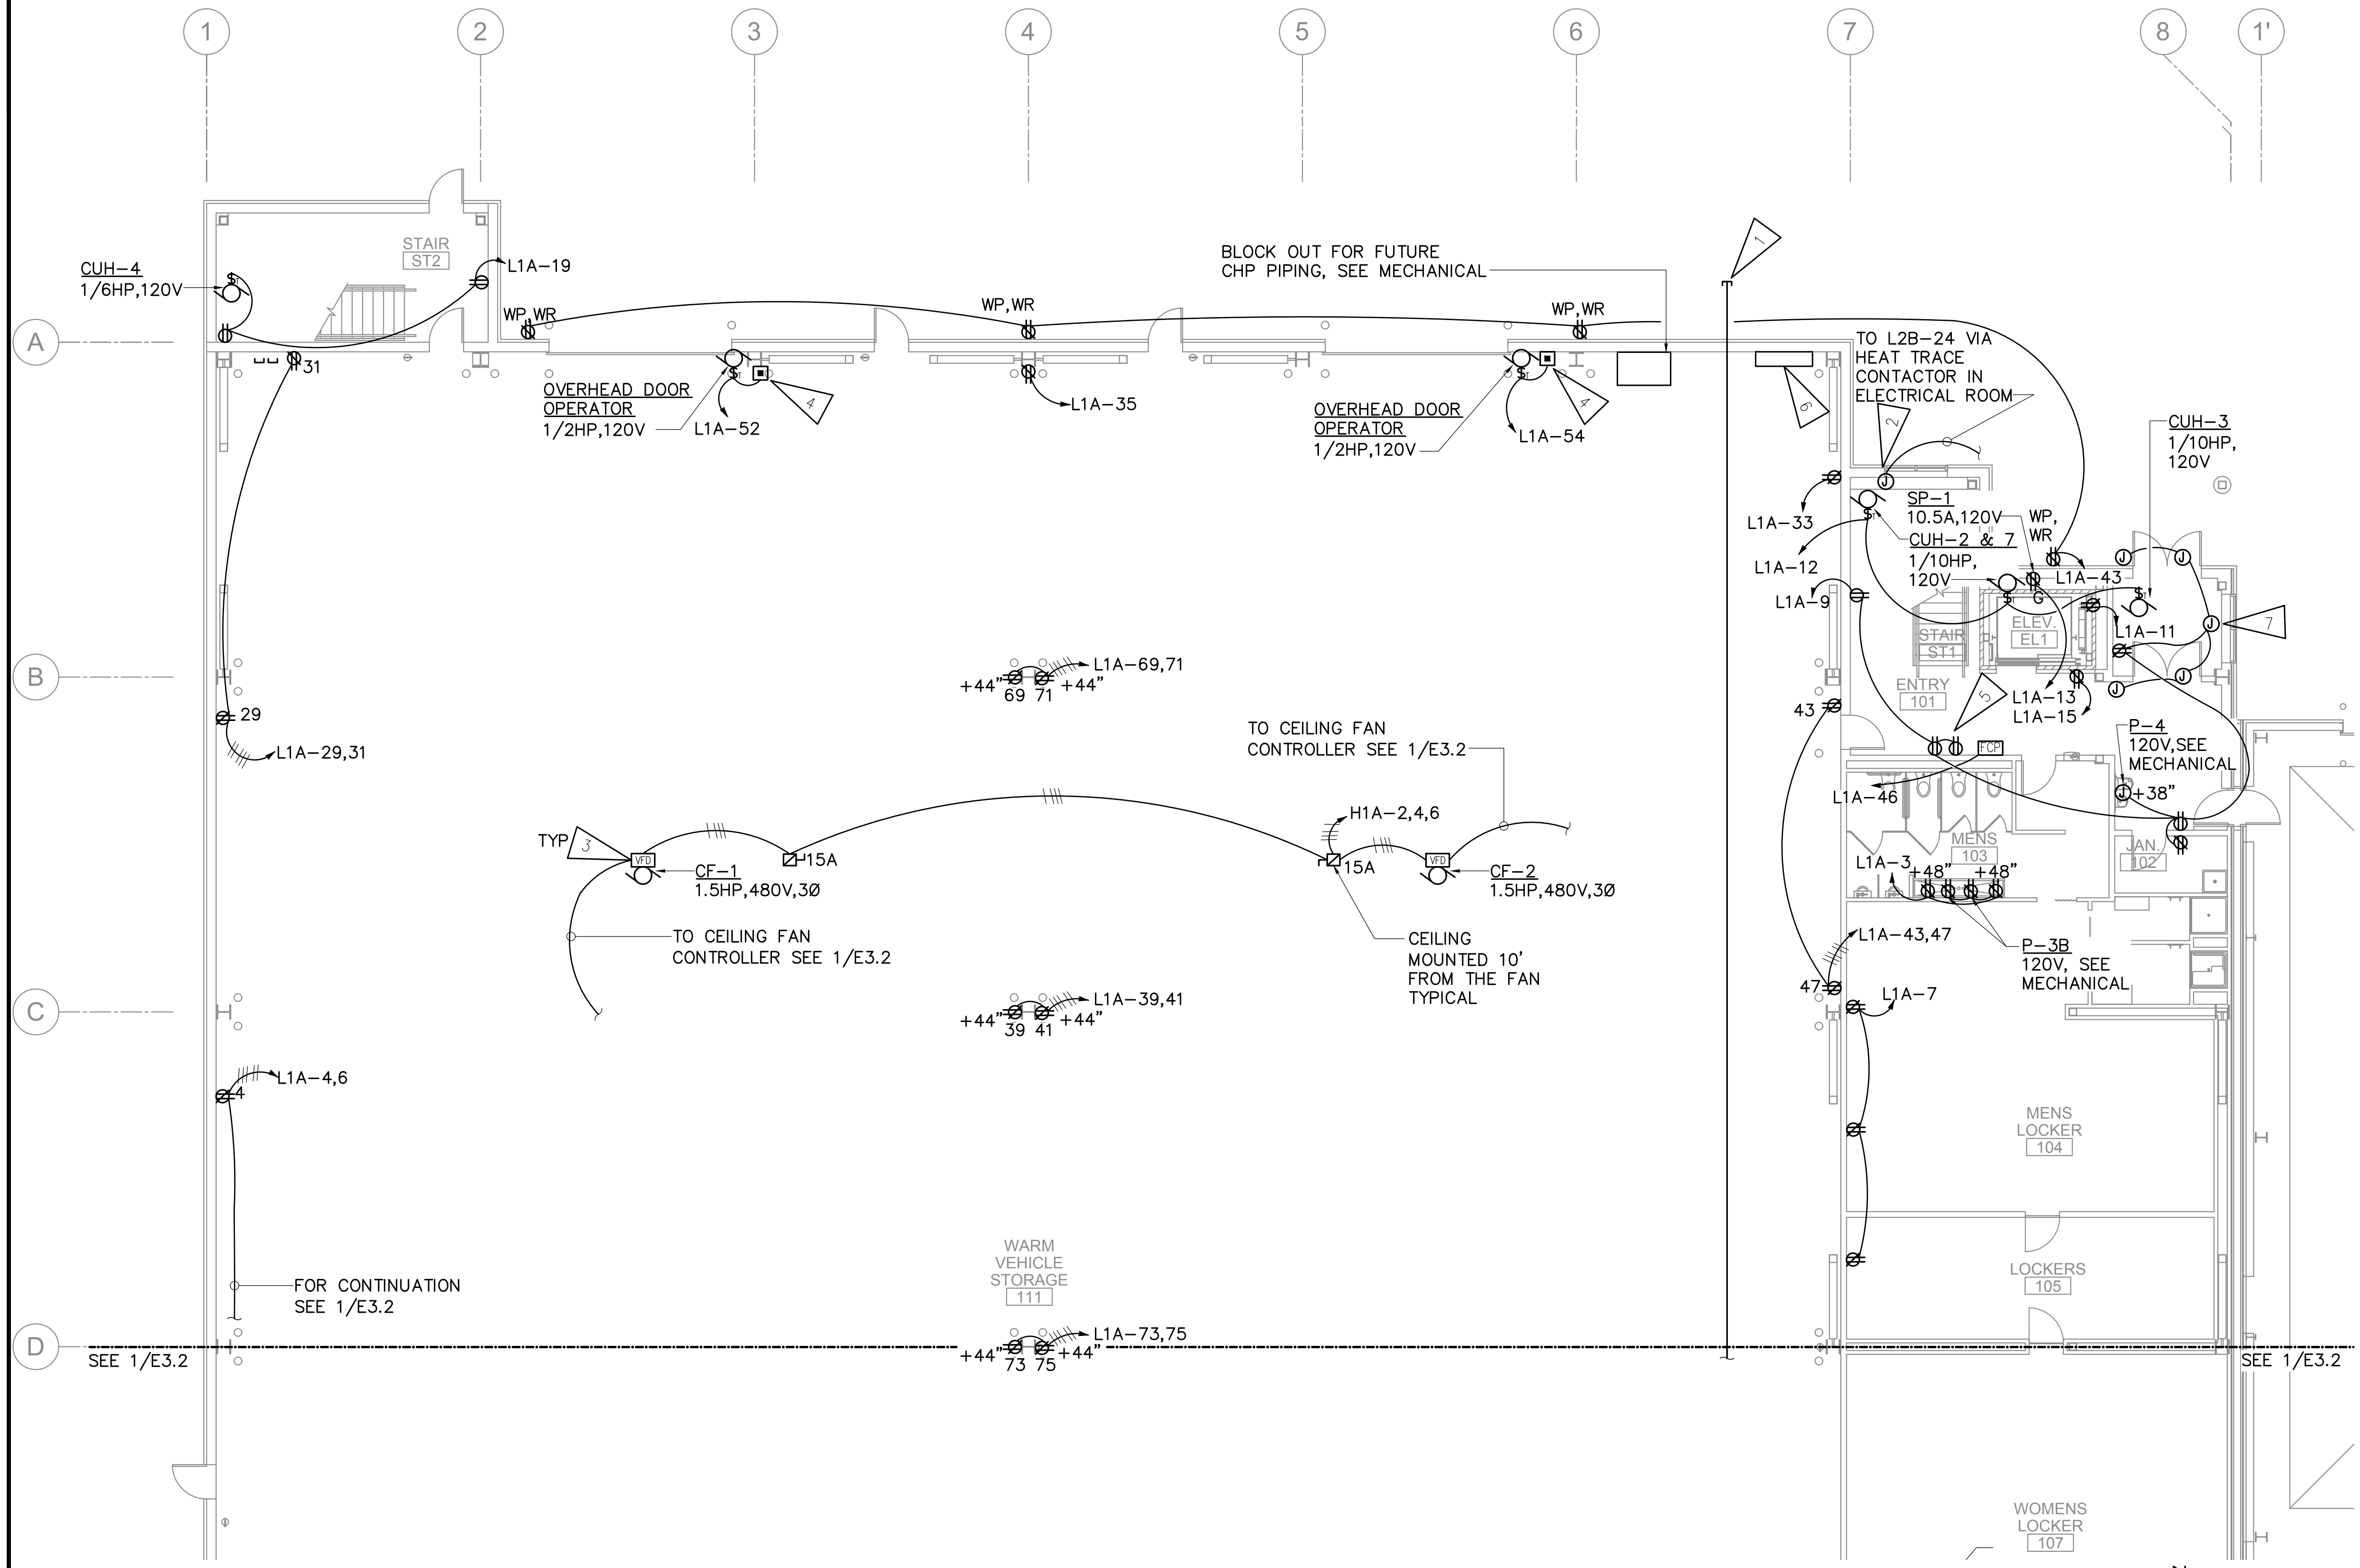 1
2
3
4
5
6
7
8
1'
A
B
C
D
STAIR
ST2
CUH-4
1/6HP,120V
L1A-19
WP,WR
WP,WR
WP,WR
BLOCK OUT FOR FUTURE
CHP PIPING, SEE MECHANICAL
1
31
OVERHEAD DOOR
OPERATOR
1/2HP,120V
$T
$T
L1A-52
4
L1A-35
OVERHEAD DOOR
OPERATOR
1/2HP,120V
$T
L1A-54
4
6
TO L2B-24 VIA
HEAT TRACE
CONTACTOR IN
ELECTRICAL ROOM
2
J
CUH-3
1/10HP,
120V
L1A-33
$T
SP-1
10.5A,120V
WP,
WR
CUH-2 & 7
1/10HP,
120V
L1A-12
L1A-9
L1A-43
J
J
$T
G
$T
J
7
L1A-11
ELEV.
EL1
STAIR
ST1
J
J
L1A-13
L1A-15
5
ENTRY
101
FCP
L1A-46
P-4
120V,SEE
MECHANICAL
J
+38"
29
L1A-29,31
L1A-69,71
+44"
+44"
69
71
43
TO CEILING FAN
CONTROLLER SEE 1/E3.2
TYP
3
VFD
15A
CF-1
1.5HP,480V,3Ø
TO CEILING FAN
CONTROLLER SEE 1/E3.2
H1A-2,4,6
15A
VFD
CF-2
1.5HP,480V,3Ø
CEILING
MOUNTED 10'
FROM THE FAN
TYPICAL
MENS
103
JAN.
102
L1A-3
+48"
+48"
P-3B
120V, SEE
MECHANICAL
L1A-43,47
47
L1A-7
L1A-39,41
+44"
+44"
39
41
4
L1A-4,6
MENS
LOCKER
104
LOCKERS
105
WARM
VEHICLE
STORAGE
111
FOR CONTINUATION
SEE 1/E3.2
L1A-73,75
+44"
+44"
73
75
SEE 1/E3.2
SEE 1/E3.2
WOMENS
LOCKER
107